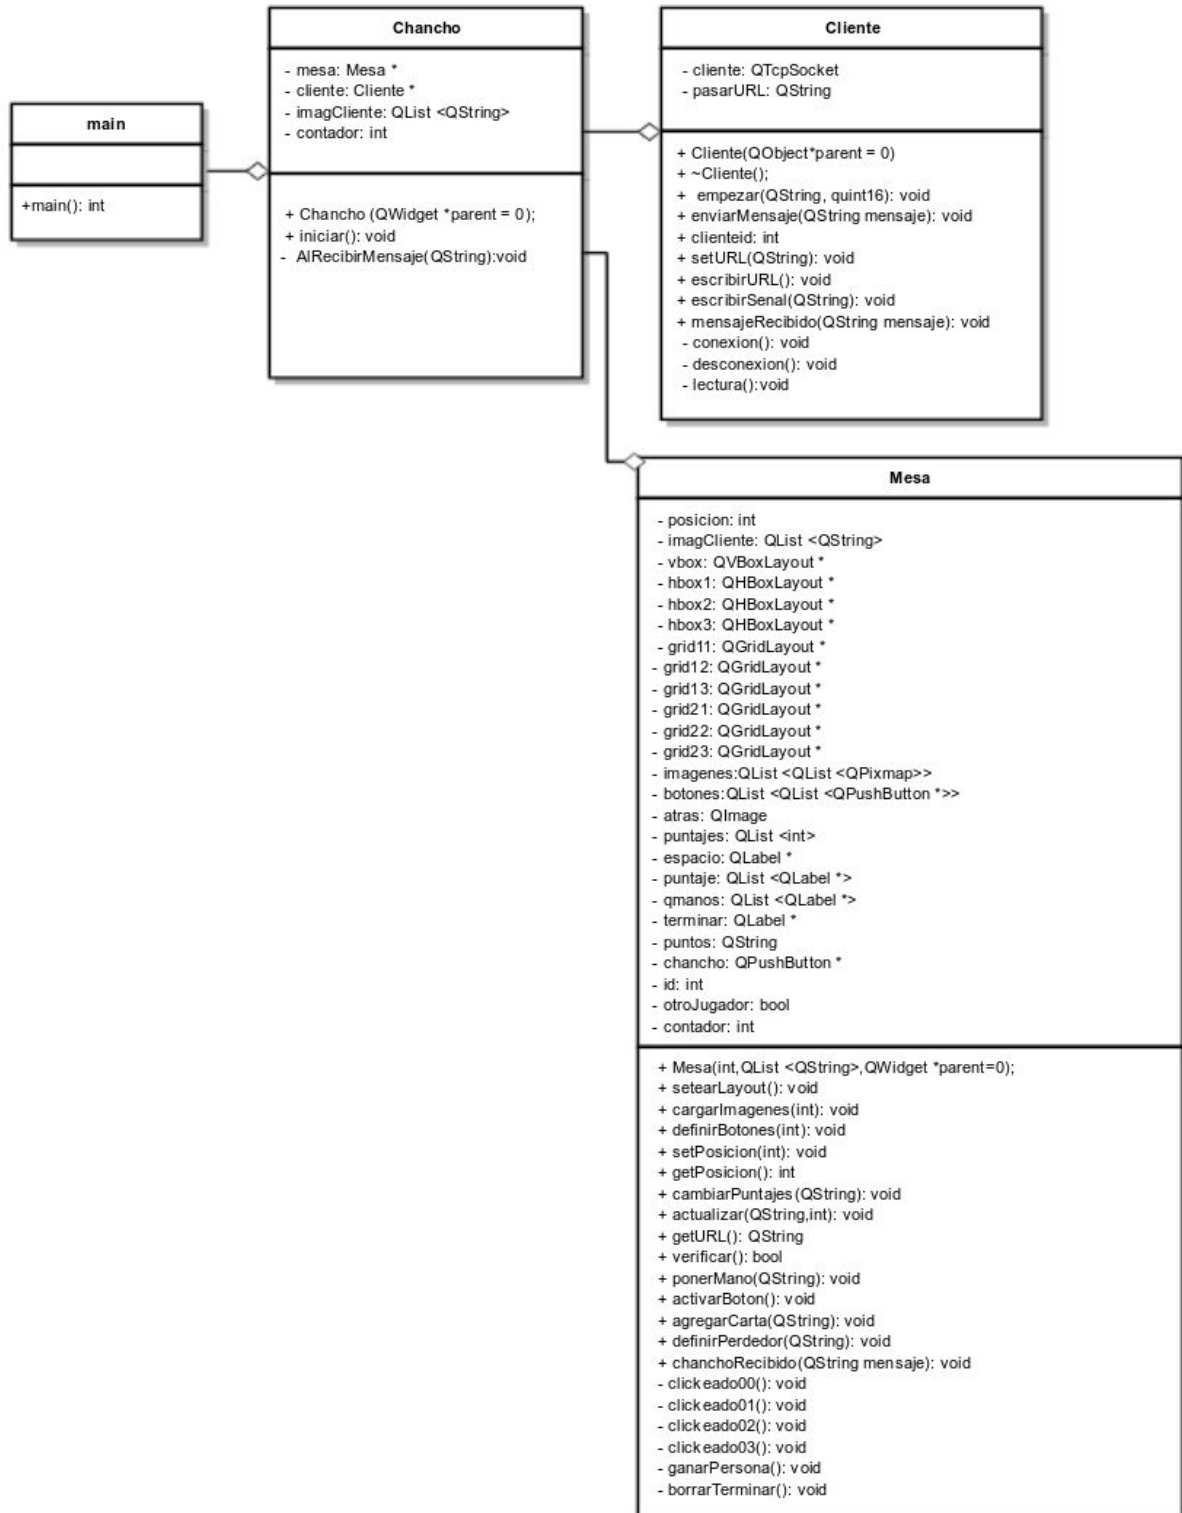 main
+main(): int
Chancho
- mesa: Mesa *
- cliente: Cliente *
- imagCliente: QList <QString>
- contador: int
+ Chancho (QWidget *parent = 0);
+ iniciar(): void
- AlRecibirMensaje(QString):void
Cliente
- cliente: QTcpSocket
- pasarURL: QString
+ Cliente(QObject*parent = 0)
+ ~Cliente();
+ empezar(QString, quint16): void
+ enviarMensaje(QString mensaje): void
+ clienteid: int
+ setURL(QString): void
+ escribirURL(): void
+ escribirSenal(QString): void
+ mensajeRecibido(QString mensaje): void
- conexion(): void
- desconexion(): void
- lectura():void
Mesa
- posicion: int
- imagCliente: QList <QString>
- vbox: QVBoxLayout *
- hbox1: QHBoxLayout *
- hbox2: QHBoxLayout *
- hbox3: QHBoxLayout *
- grid11: QGridLayout *
- grid12: QGridLayout *
- grid13: QGridLayout *
- grid21: QGridLayout *
- grid22: QGridLayout *
- grid23: QGridLayout *
- imagenes:QList <QList <QPixmap>>
- botones:QList <QList <QPushButton *>>
- atras: QImage
- puntajes: QList <int>
- espacio: QLabel *
- puntaje: QList <QLabel *>
- qmanos: QList <QLabel *>
- terminar: QLabel *
- puntos: QString
- chancho: QPushButton *
- id: int
- otroJugador: bool
- contador: int
+ Mesa(int,QList <QString>,QWidget *parent=0);
+ setearLayout(): void
+ cargarImagenes(int): void
+ definirBotones(int): void
+ setPosicion(int): void
+ getPosicion(): int
+ cambiarPuntajes(QString): void
+ actualizar(QString,int): void
+ getURL(): QString
+ verificar(): bool
+ ponerMano(QString): void
+ activarBoton(): void
+ agregarCarta(QString): void
+ definirPerdedor(QString): void
+ chanchoRecibido(QString mensaje): void
- clickeado00(): void
- clickeado01(): void
- clickeado02(): void
- clickeado03(): void
- ganarPersona(): void
- borrarTerminar(): void